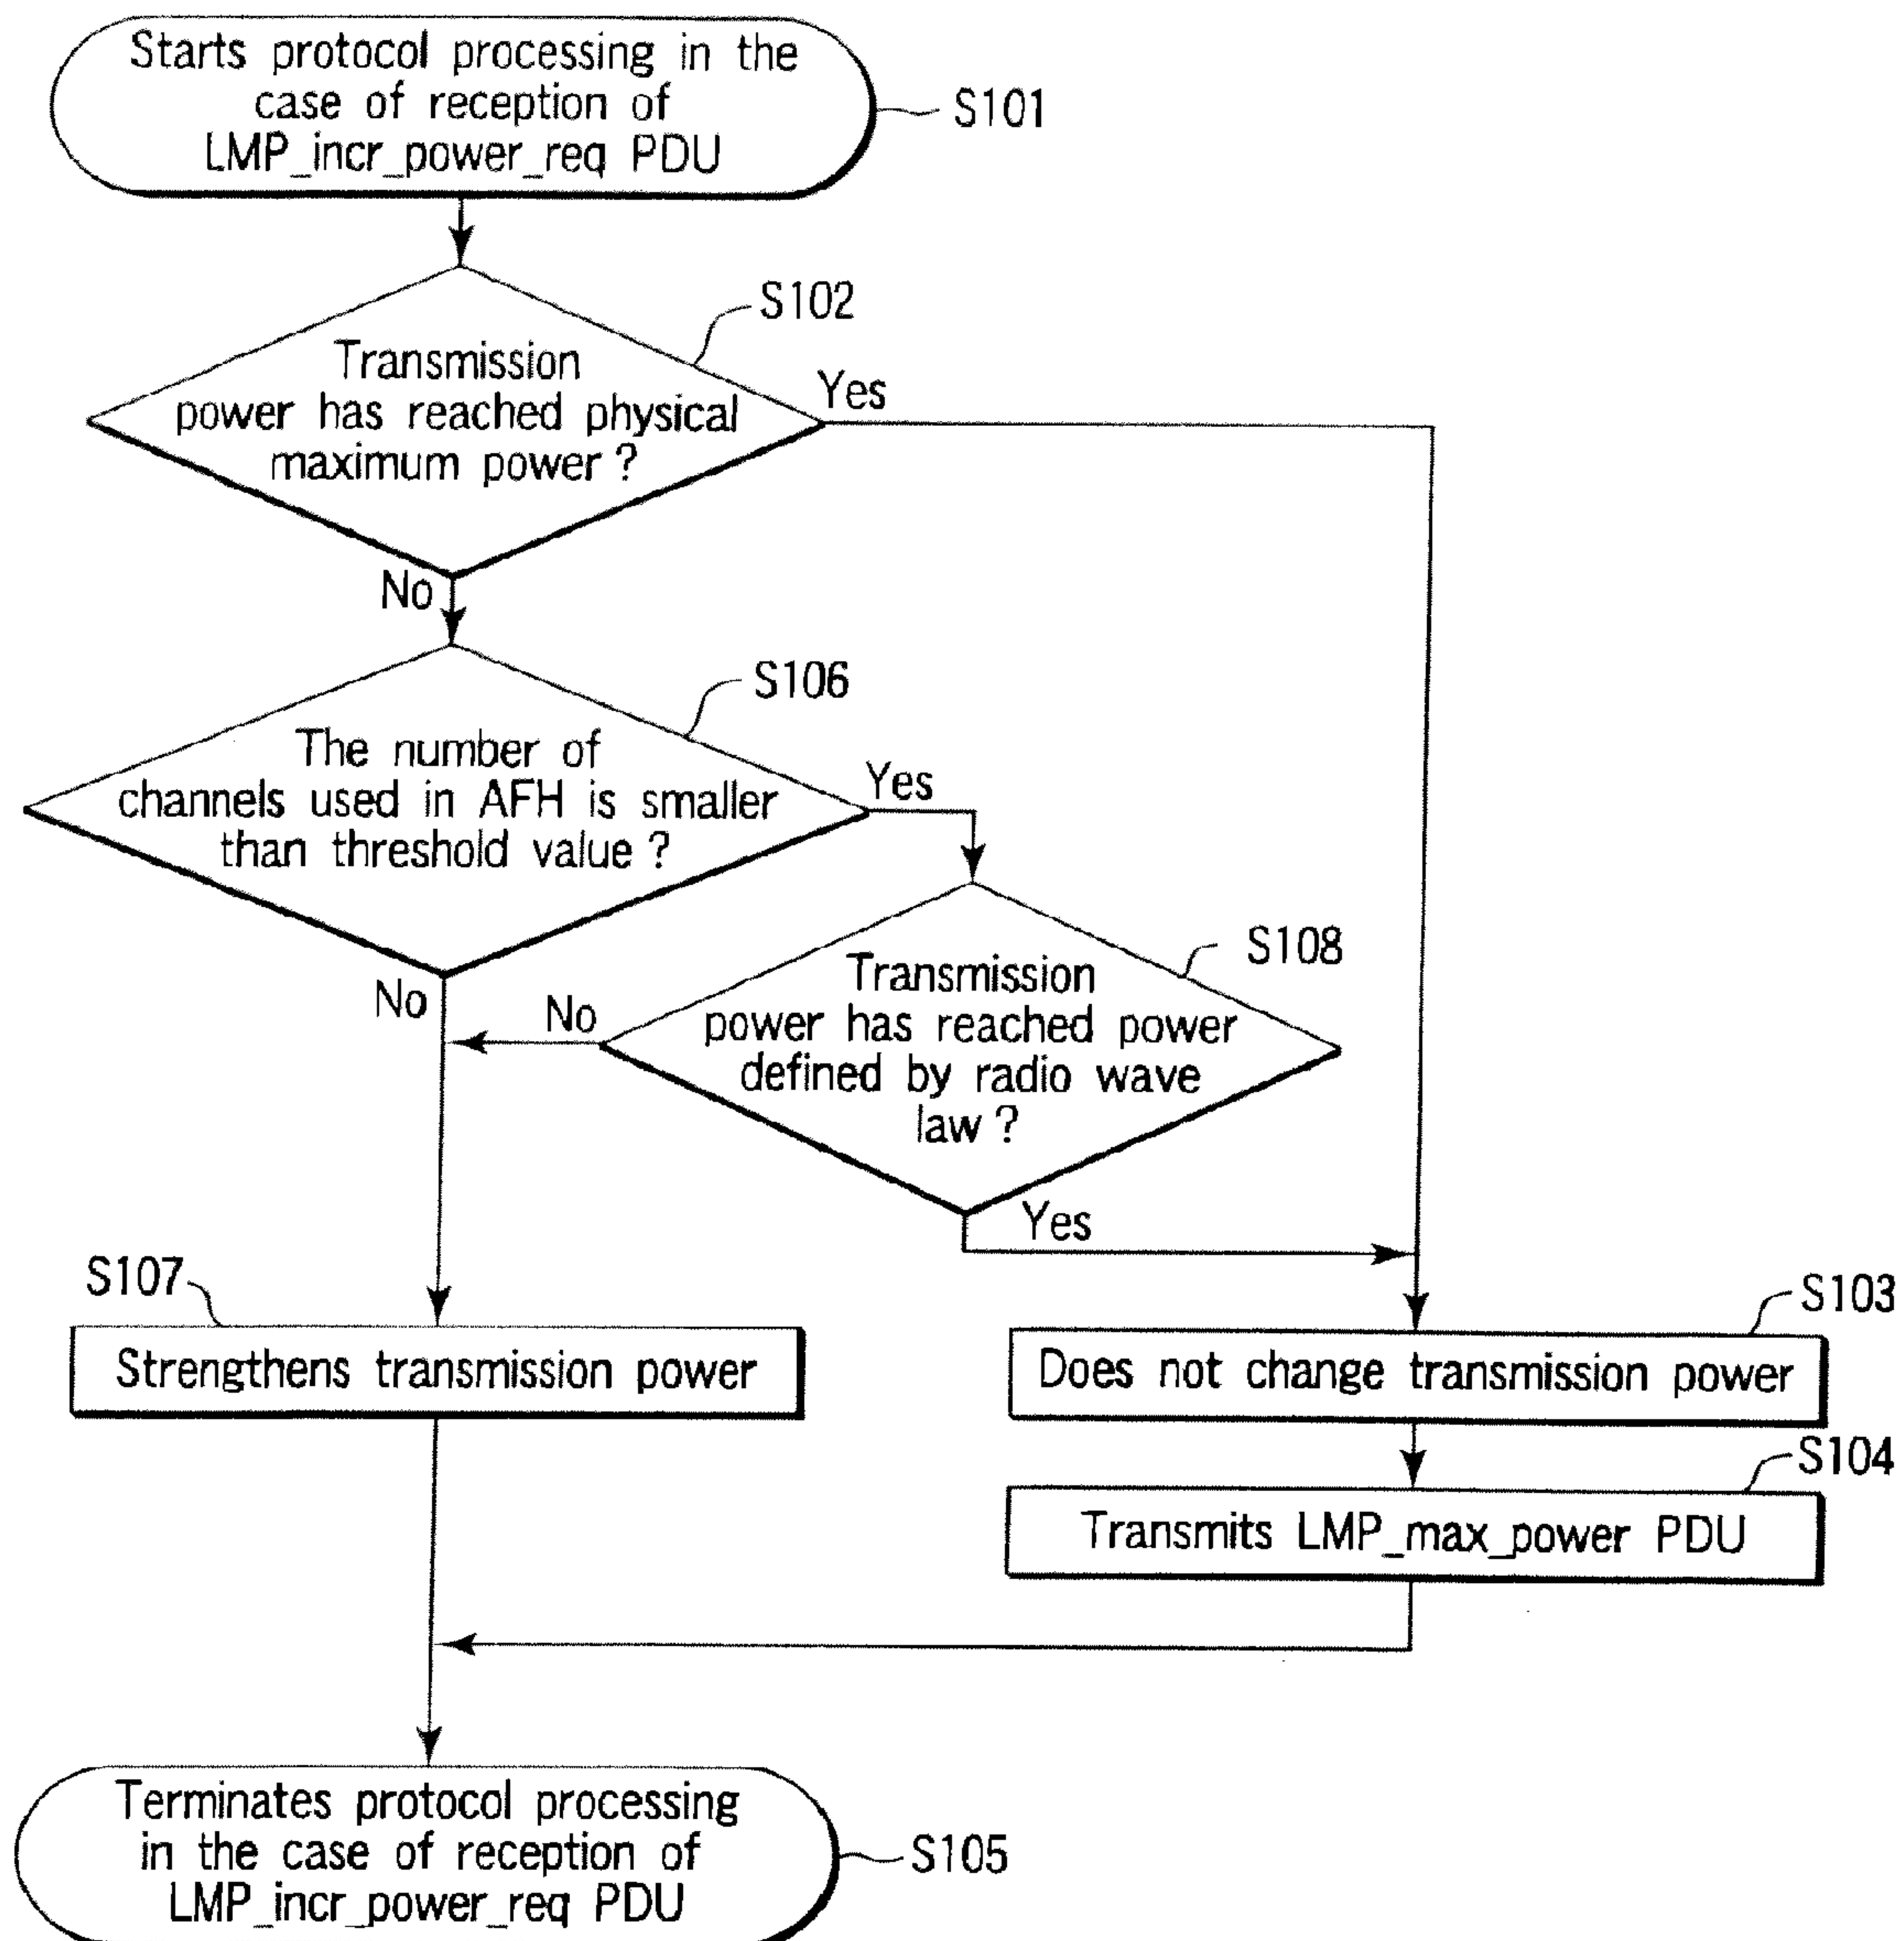 Starts protocol processing in the
case of reception of
LMP_incr_power_req PDU
S101
S102
Transmission
power has reached physical
maximum power ?
Yes
No
S106
The number of
channels used in AFH is smaller
than threshold value ?
Yes
No
S108
Transmission
power has reached power
defined by radio wave
law ?
No
Yes
S107
Strengthens transmission power
S103
Does not change transmission power
S104
Transmits LMP_max_power PDU
Terminates protocol processing
in the case of reception of
LMP_incr_power_req PDU
S105